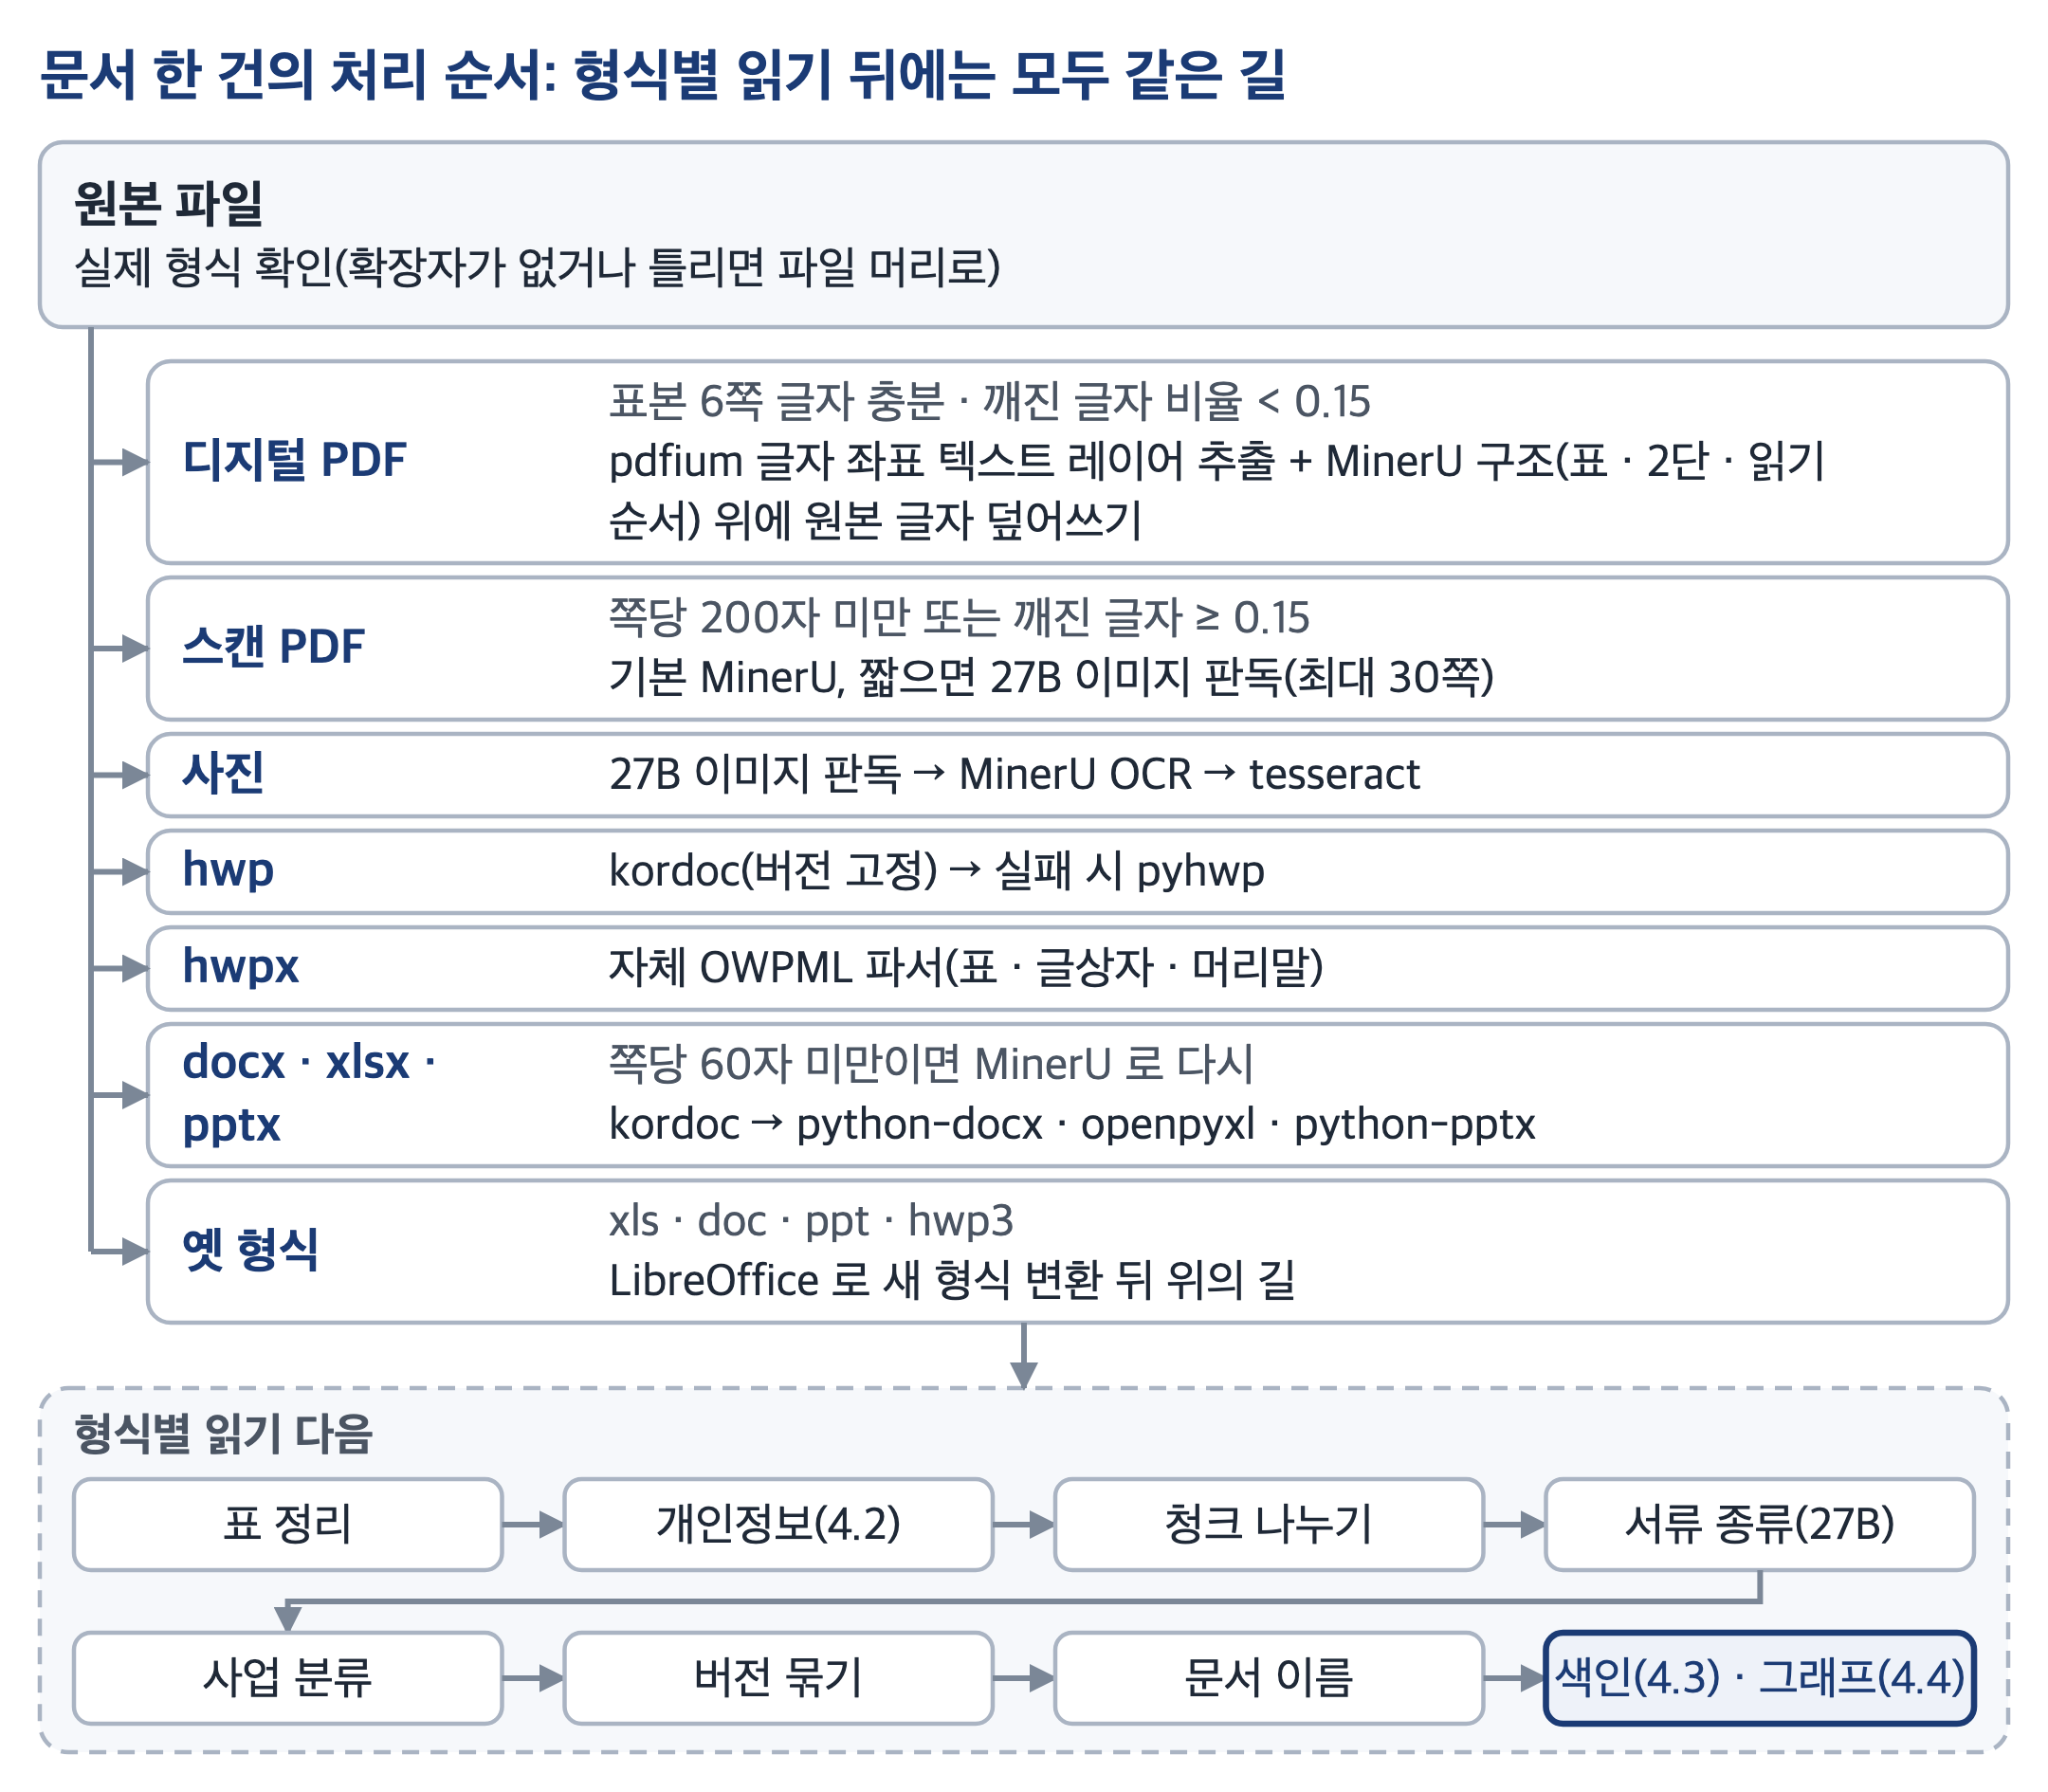 문서 한 건의 처리 순서: 형식별 읽기 뒤에는 모두 같은 길
원본 파일
실제 형식 확인(확장자가 없거나 틀리면 파일 머리로)
디지털 PDF
표본 6쪽 글자 충분 · 깨진 글자 비율 < 0.15
pdfium 글자 좌표 텍스트 레이어 추출 + MinerU 구조(표 · 2단 · 읽기
순서) 위에 원본 글자 덮어쓰기
스캔 PDF
쪽당 200자 미만 또는 깨진 글자 ≥ 0.15
기본 MinerU, 짧으면 27B 이미지 판독(최대 30쪽)
사진
27B 이미지 판독 → MinerU OCR → tesseract
hwp
kordoc(버전 고정) → 실패 시 pyhwp
hwpx
자체 OWPML 파서(표 · 글상자 · 머리말)
docx · xlsx ·
pptx
쪽당 60자 미만이면 MinerU 로 다시
kordoc → python-docx · openpyxl · python-pptx
옛 형식
xls · doc · ppt · hwp3
LibreOffice 로 새 형식 변환 뒤 위의 길
형식별 읽기 다음
표 정리
개인정보(4.2)
청크 나누기
서류 종류(27B)
사업 분류
버전 묶기
문서 이름
색인(4.3) · 그래프(4.4)